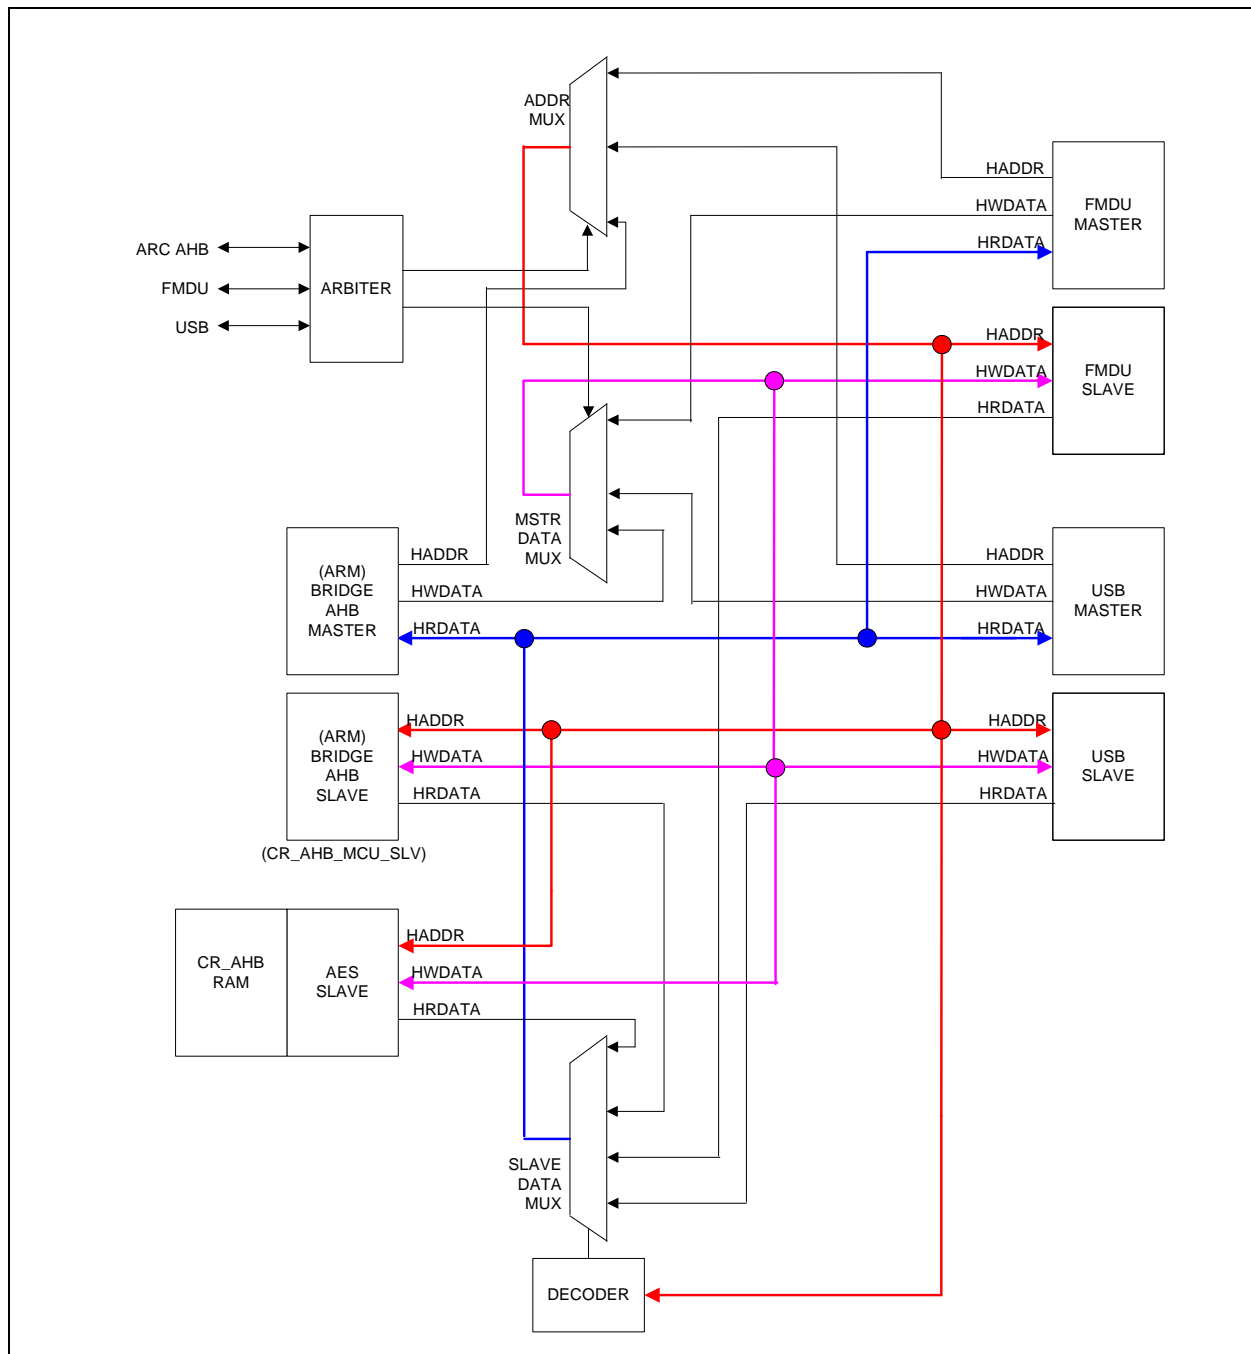 ADDR
MUX
HADDR
FMDU
MASTER
HWDATA
HRDATA
ARC AHB
FMDU
USB
ARBITER
HADDR
HWDATA
HRDATA
FMDU
SLAVE
MSTR
DATA
MUX
(ARM)
BRIDGE
AHB
MASTER
HADDR
HWDATA
HRDATA
HADDR
HWDATA
HRDATA
USB
MASTER
(ARM)
BRIDGE
AHB
SLAVE
HADDR
HWDATA
HRDATA
(CR_AHB_MCU_SLV)
HADDR
HWDATA
HRDATA
USB
SLAVE
CR_AHB
RAM
AES
SLAVE
HADDR
HWDATA
HRDATA
SLAVE
DATA
MUX
DECODER